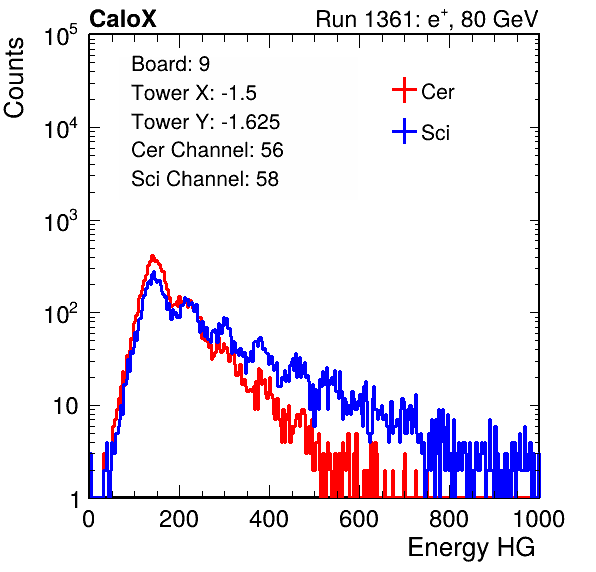 CaloX
Run 1361: e⁺, 80 GeV
Counts
10⁵
10⁴
10³
10²
10
1
Board: 9
Tower X: -1.5
Tower Y: -1.625
Cer Channel: 56
Sci Channel: 58
Cer
Sci
0 200 400 600 800 1000
Energy HG